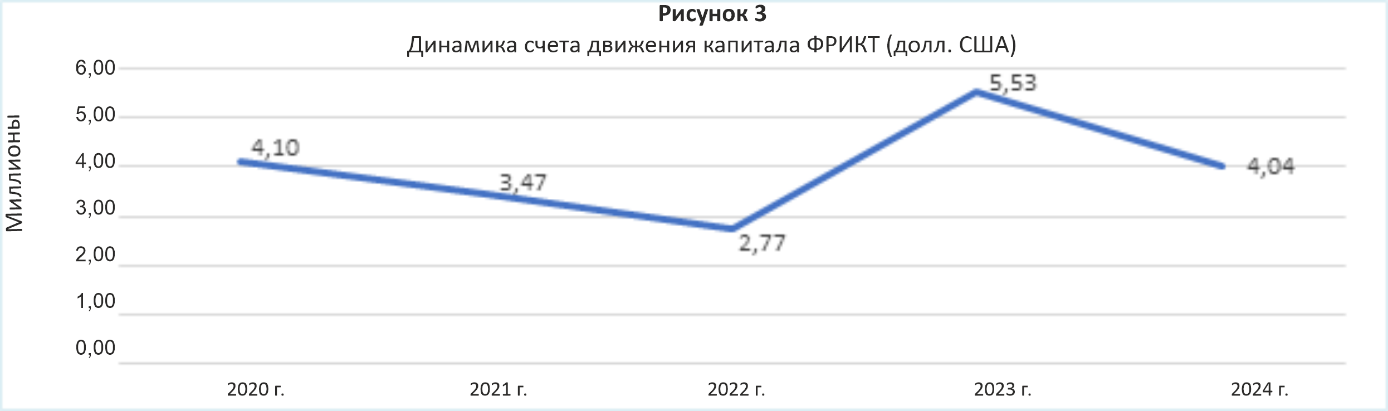 Рисунок 3
Динамика счета движения капитала ФРИКТ (долл. США)
Миллионы
6,00
5,00
4,00
3,00
2,00
1,00
0,00
4,10
3,47
2,77
5,53
4,04
2020 г.
2021 г.
2022 г.
2023 г.
2024 г.